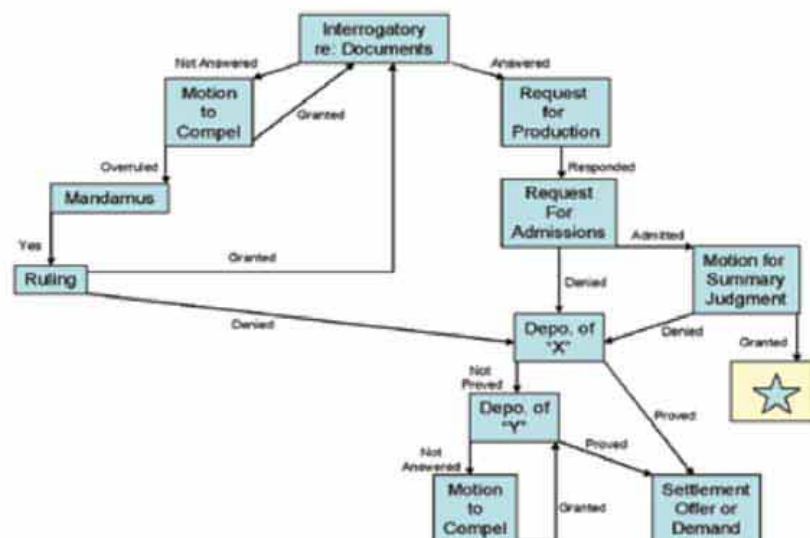 Interrogatory
re: Documents
Not Answered
Answered
Motion
to
Compel
Granted
Request
for
Production
Overruled
Responded
Mandamus
Request
For
Admissions
Admitted
Yes
Granted
Ruling
Denied
Motion for
Summary
Judgment
Denied
Depo. of
"X"
Denied
Granted
Not
Proved
Depo. of
"Y"
Proved
Proved
Not
Answered
Motion
to
Compel
Granted
Settlement
Offer or
Demand